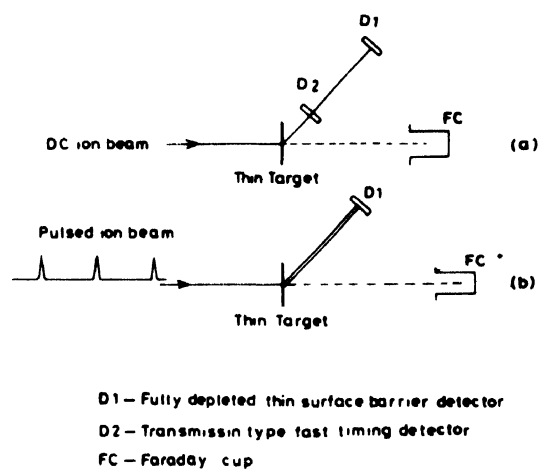 D1
D2
FC
DC ion beam
(a)
Thin Target
D1
Pulsed ion beam
FC
(b)
Thin Target
D1 — Fully depleted thin surface barrier detector
D2 — Transmissin type fast timing detector
FC — Faraday cup